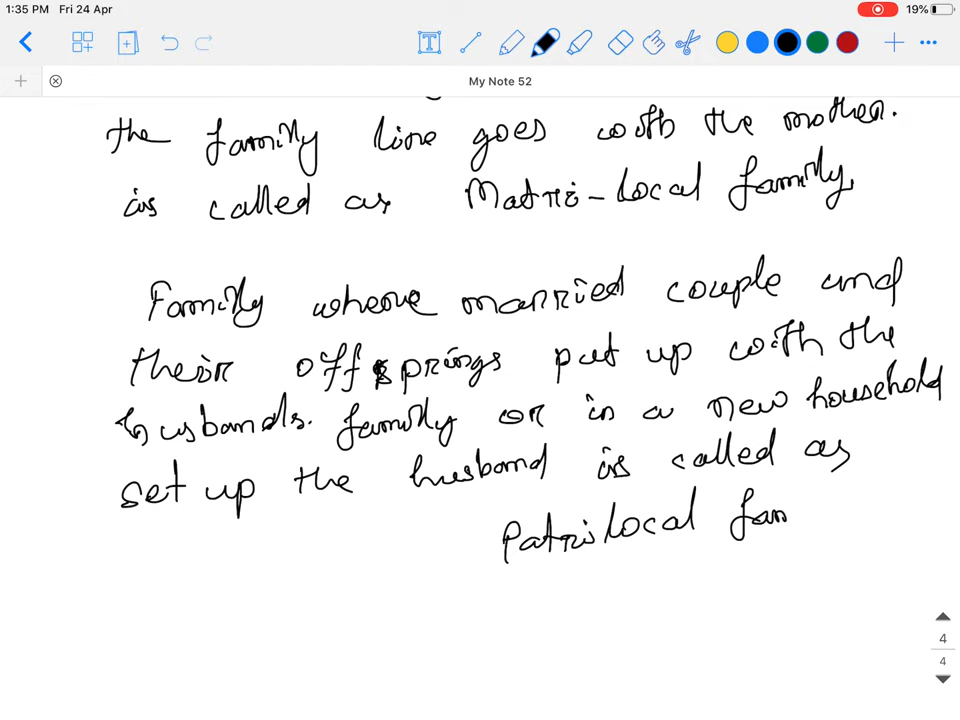 1:35 PM Fri 24 Apr
19%
My Note 52
the family line goes with the mother.
is called as Matri-Local family.
Family where married couple and
their offsprings put up with the
husbands. family or in a new household
set up the husband is called as
Patrilocal fam
4
4